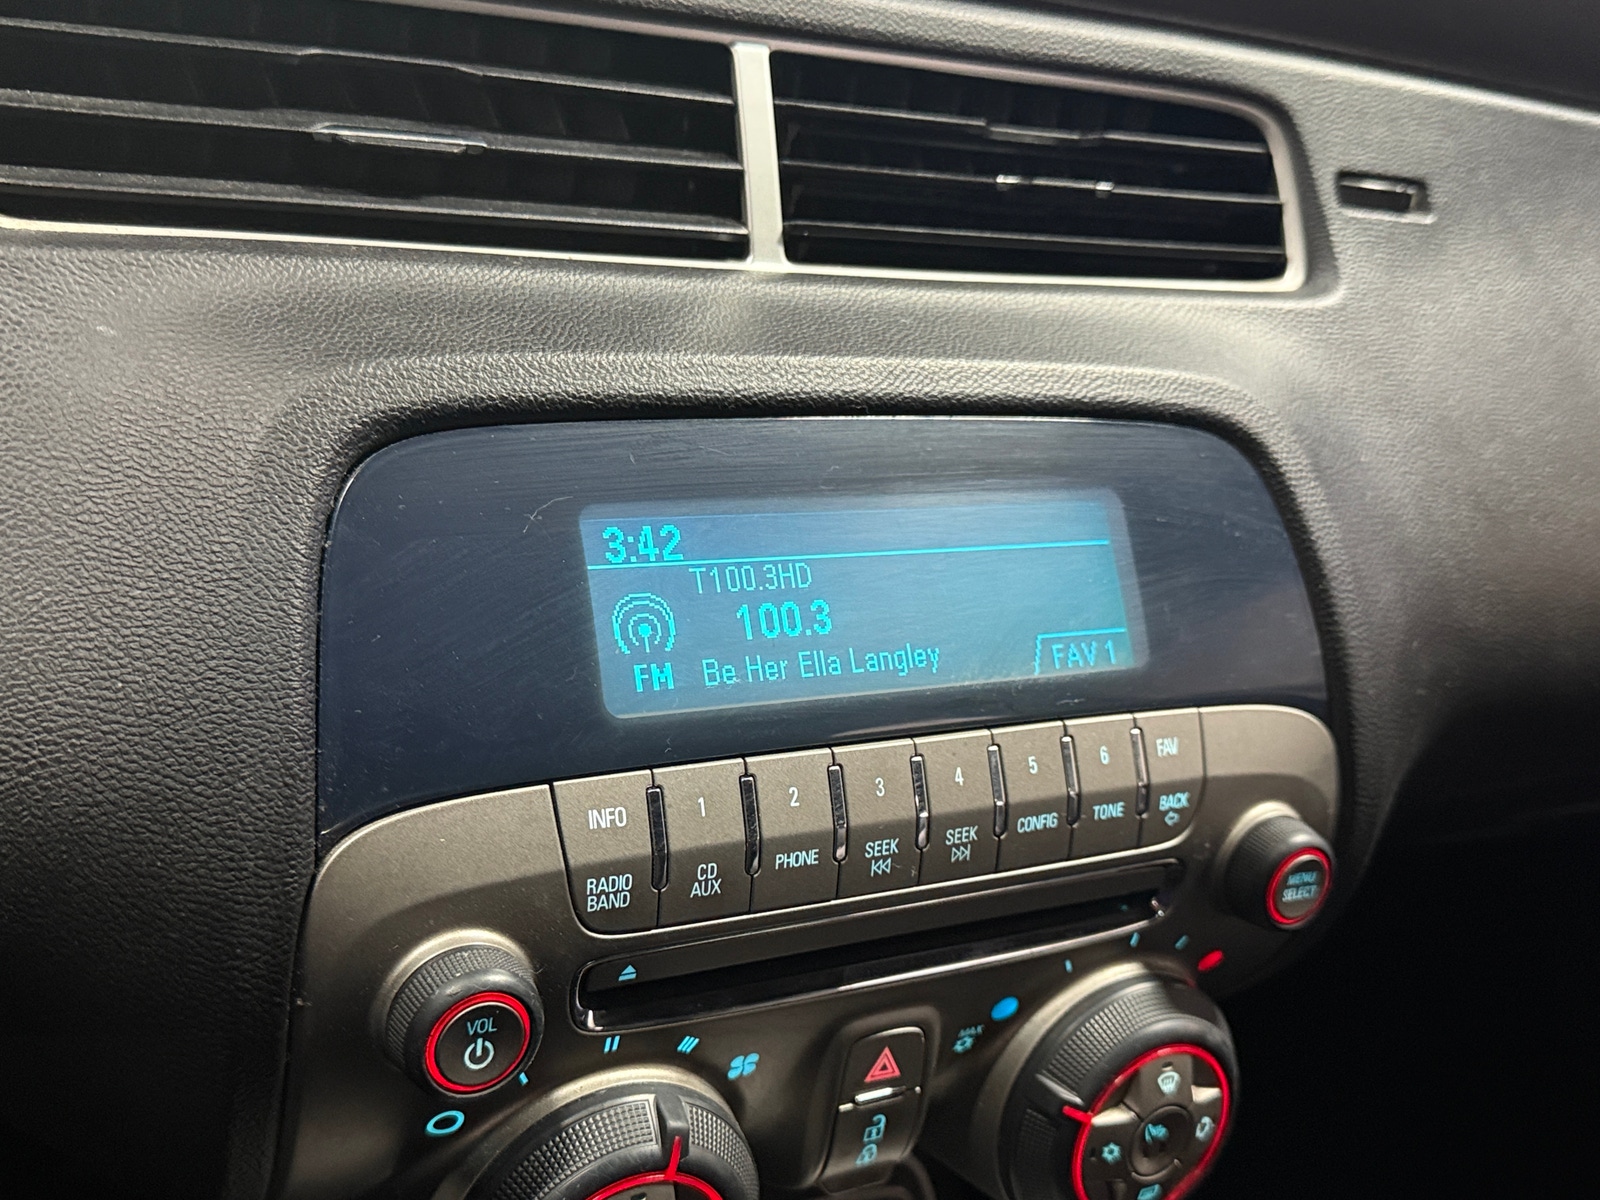 3:42
T100.3HD
100.3
FM Be Her Ella Langley
FAV 1
INFO 1 2 3 4 5 6 FAV
RADIO BAND
CD AUX
PHONE
SEEK
SEEK
CONFIG
TONE
BACK
MENU SELECT
VOL
MAX